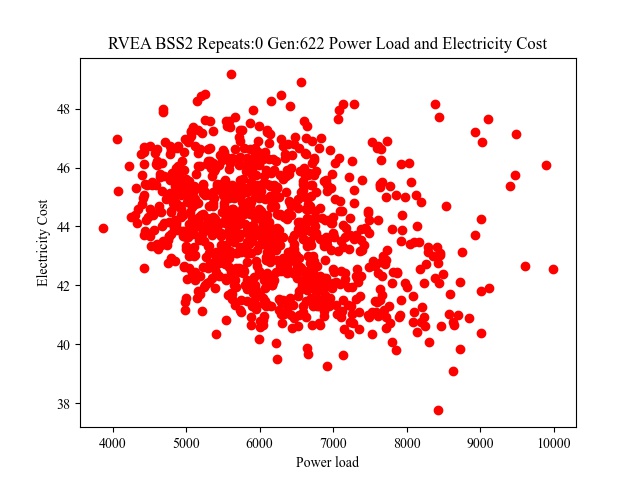 RVEA BSS2 Repeats:0 Gen:622 Power Load and Electricity Cost
48
46
44
42
40
38
Electricity Cost
4000 5000 6000 7000 8000 9000 10000
Power load